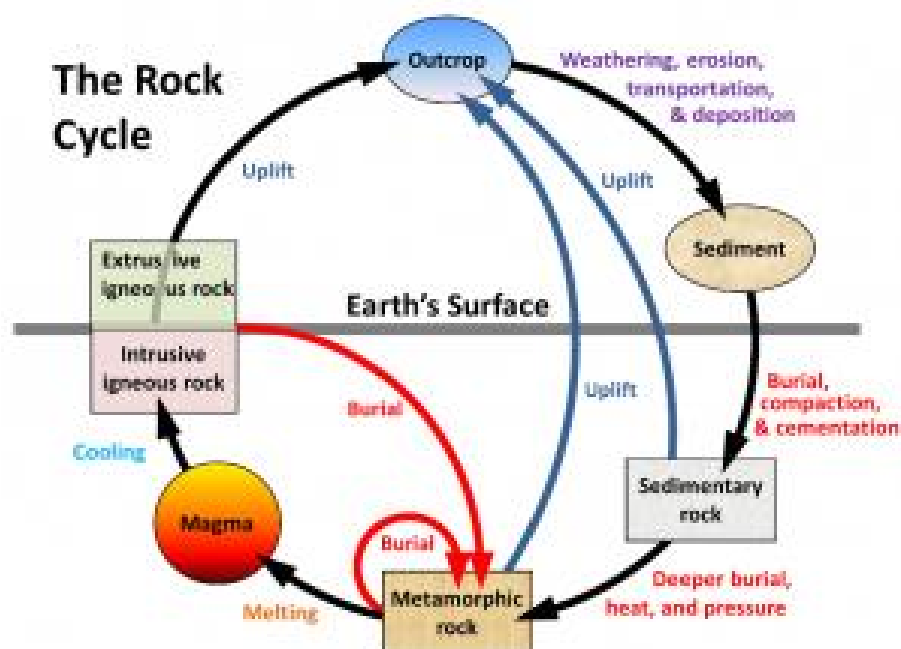 The Rock
Cycle
Outcrop
Weathering, erosion,
transportation,
& deposition
Uplift
Uplift
Sediment
Extrusive
igneous rock
Earth's Surface
Intrusive
igneous rock
Burial
Uplift
Burial,
compaction,
& cementation
Cooling
Sedimentary
rock
Magma
Burial
Deeper burial,
heat, and pressure
Melting
Metamorphic
rock